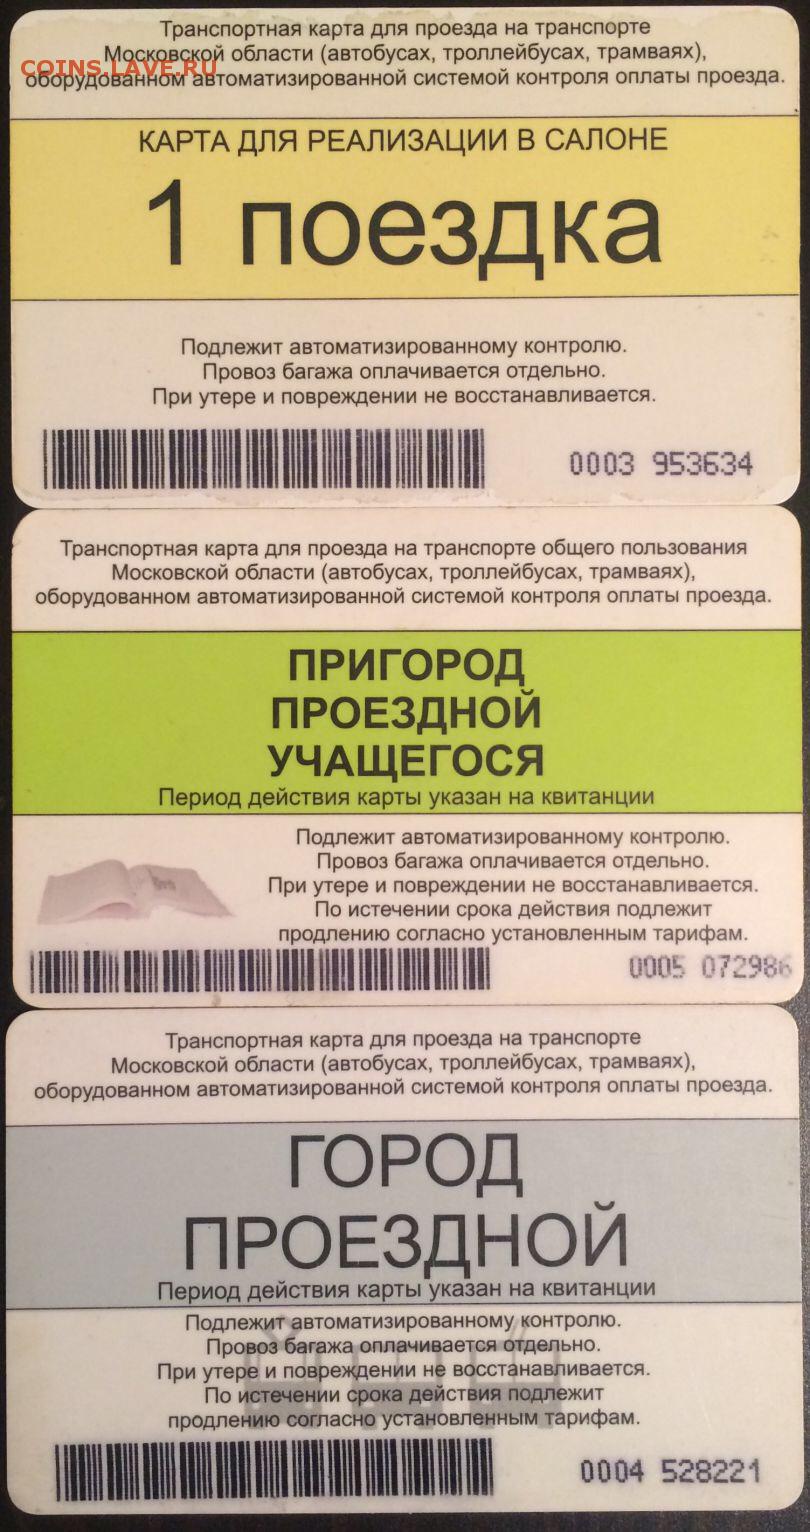 Транспортная карта для проезда на транспорте
Московской области (автобусах, троллейбусах, трамваях),
COINS.LAVE.RU
оборудованном автоматизированной системой контроля оплаты проезда.
КАРТА ДЛЯ РЕАЛИЗАЦИИ В САЛОНЕ
1 поездка
Подлежит автоматизированному контролю.
Провоз багажа оплачивается отдельно.
При утере и повреждении не восстанавливается.
0003 953634
Транспортная карта для проезда на транспорте общего пользования
Московской области (автобусах, троллейбусах, трамваях),
оборудованном автоматизированной системой контроля оплаты проезда.
ПРИГОРОД
ПРОЕЗДНОЙ
УЧАЩЕГОСЯ
Период действия карты указан на квитанции
Подлежит автоматизированному контролю.
Провоз багажа оплачивается отдельно.
При утере и повреждении не восстанавливается.
По истечении срока действия подлежит
продлению согласно установленным тарифам.
0005 072986
Транспортная карта для проезда на транспорте
Московской области (автобусах, троллейбусах, трамваях),
оборудованном автоматизированной системой контроля оплаты проезда.
ГОРОД
ПРОЕЗДНОЙ
Период действия карты указан на квитанции
Подлежит автоматизированному контролю.
Провоз багажа оплачивается отдельно.
При утере и повреждении не восстанавливается.
По истечении срока действия подлежит
продлению согласно установленным тарифам.
0004 528221